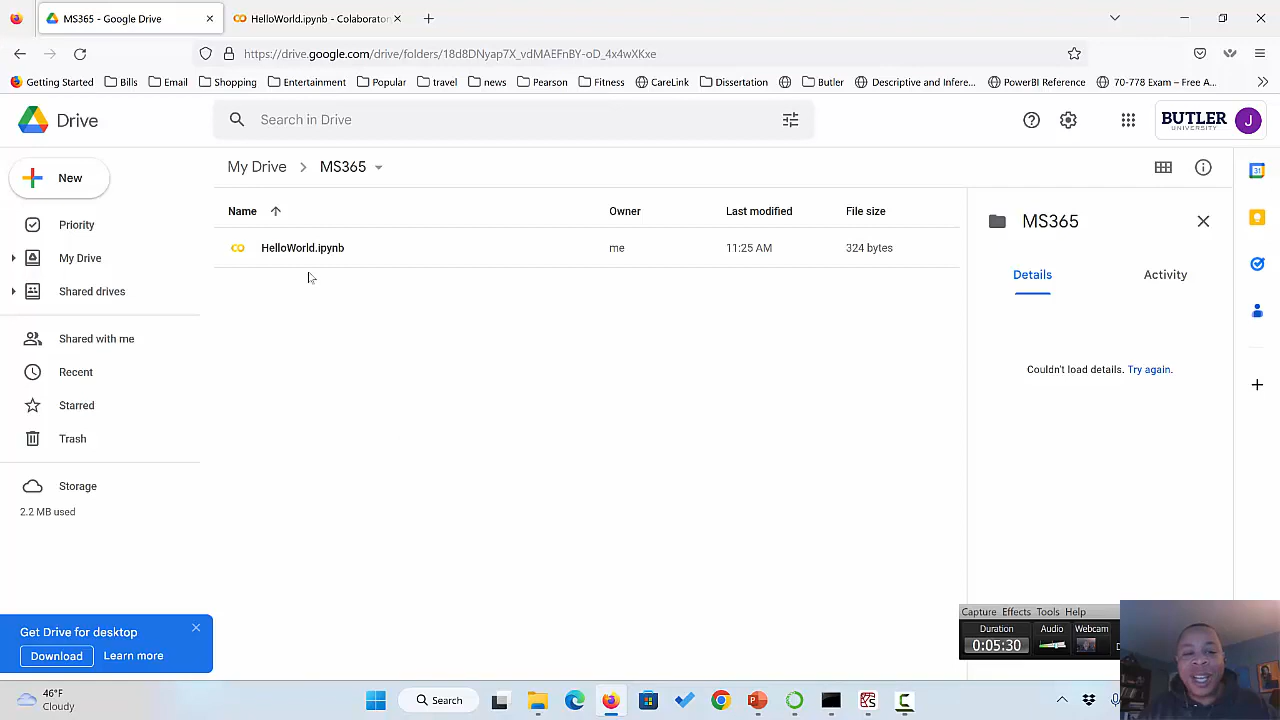 MS365 - Google Drive
HelloWorld.ipynb - Colaborator
https://drive.google.com/drive/folders/18d8DNyap7X_vdMAEFnBY-oD_4x4wXKxe
Getting Started
Bills
Email
Shopping
Entertainment
Popular
travel
news
Pearson
Fitness
CareLink
Dissertation
Butler
Descriptive and Infere...
PowerBI Reference
70-778 Exam – Free A...
Drive
Search in Drive
BUTLER
UNIVERSITY
J
New
My Drive
MS365
Priority
My Drive
Shared drives
Shared with me
Recent
Starred
Trash
Storage
2.2 MB used
Name
Owner
Last modified
File size
HelloWorld.ipynb
me
11:25 AM
324 bytes
MS365
Details
Activity
Couldn't load details. Try again.
31
Get Drive for desktop
Download
Learn more
Capture Effects Tools Help
Duration
Audio
Webcam
0:05:30
46°F
Cloudy
Search